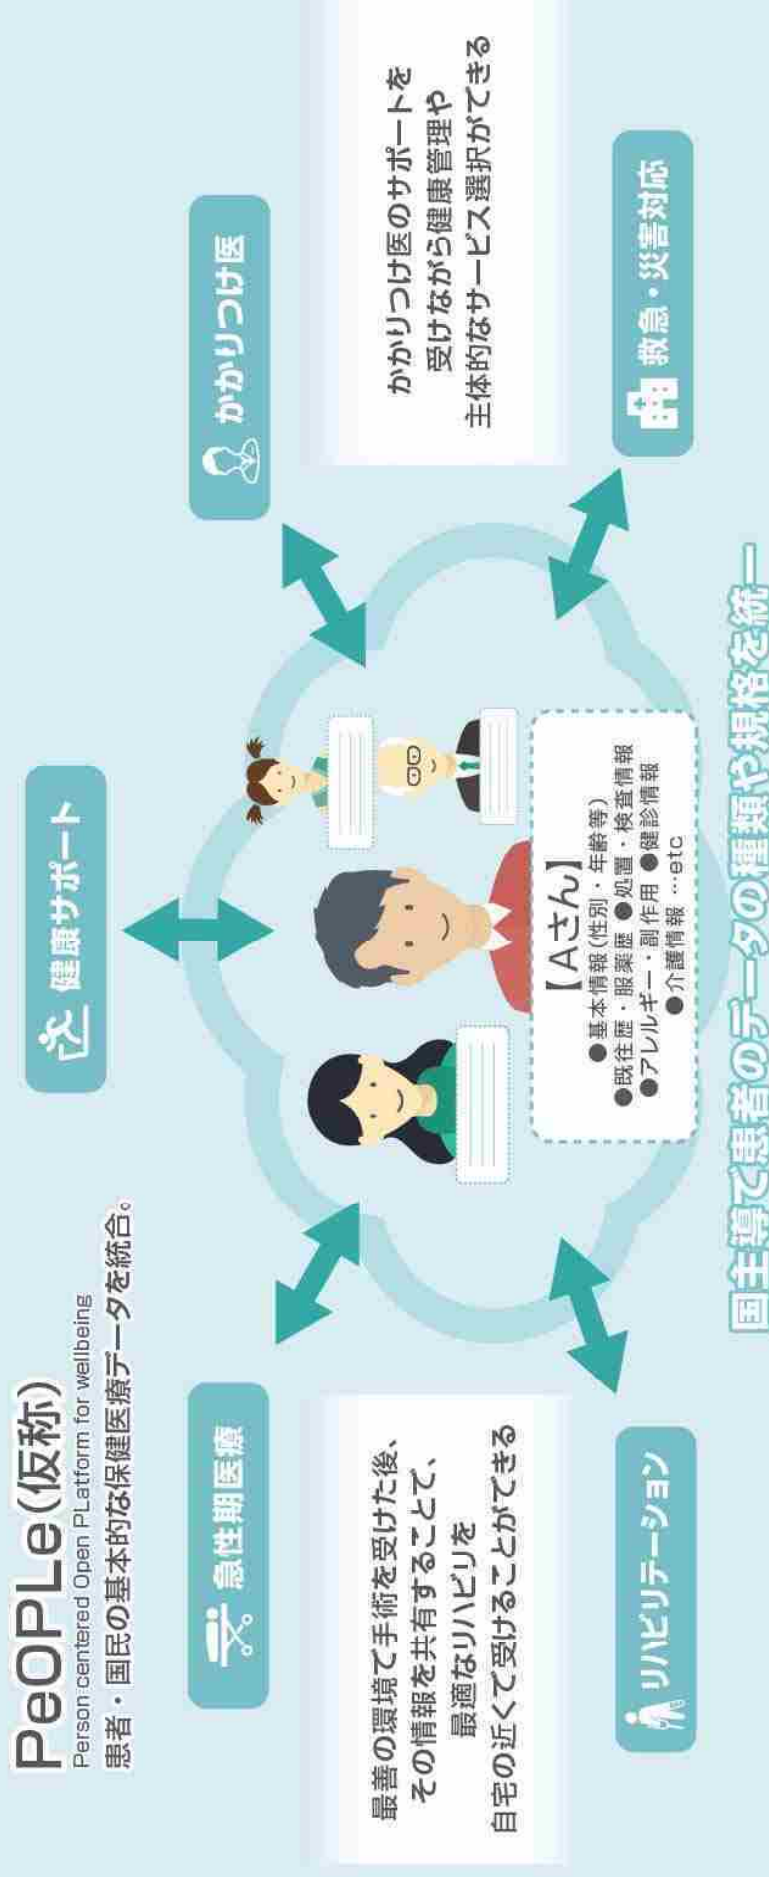 PeOPLe(仮称)
Person centered Open PLatform for wellbeing
患者・国民の基本的な保健医療データを統合。
健康サポート
急性期医療
かかりつけ医
最善の環境で手術を受けた後、
その情報を共有することで、
最適なリハビリを
自宅の近くで受けることができる
かかりつけ医のサポートを
受けながら健康管理や
主体的なサービス選択ができる
【Aさん】
●基本情報(性別・年齢等)
●既往歴・服薬歴 ●処置・検査情報
●アレルギー・副作用 ●健診情報
●介護情報 …etc
リハビリテーション
救急・災害対応
国主導で患者のデータの種類や規格を統一